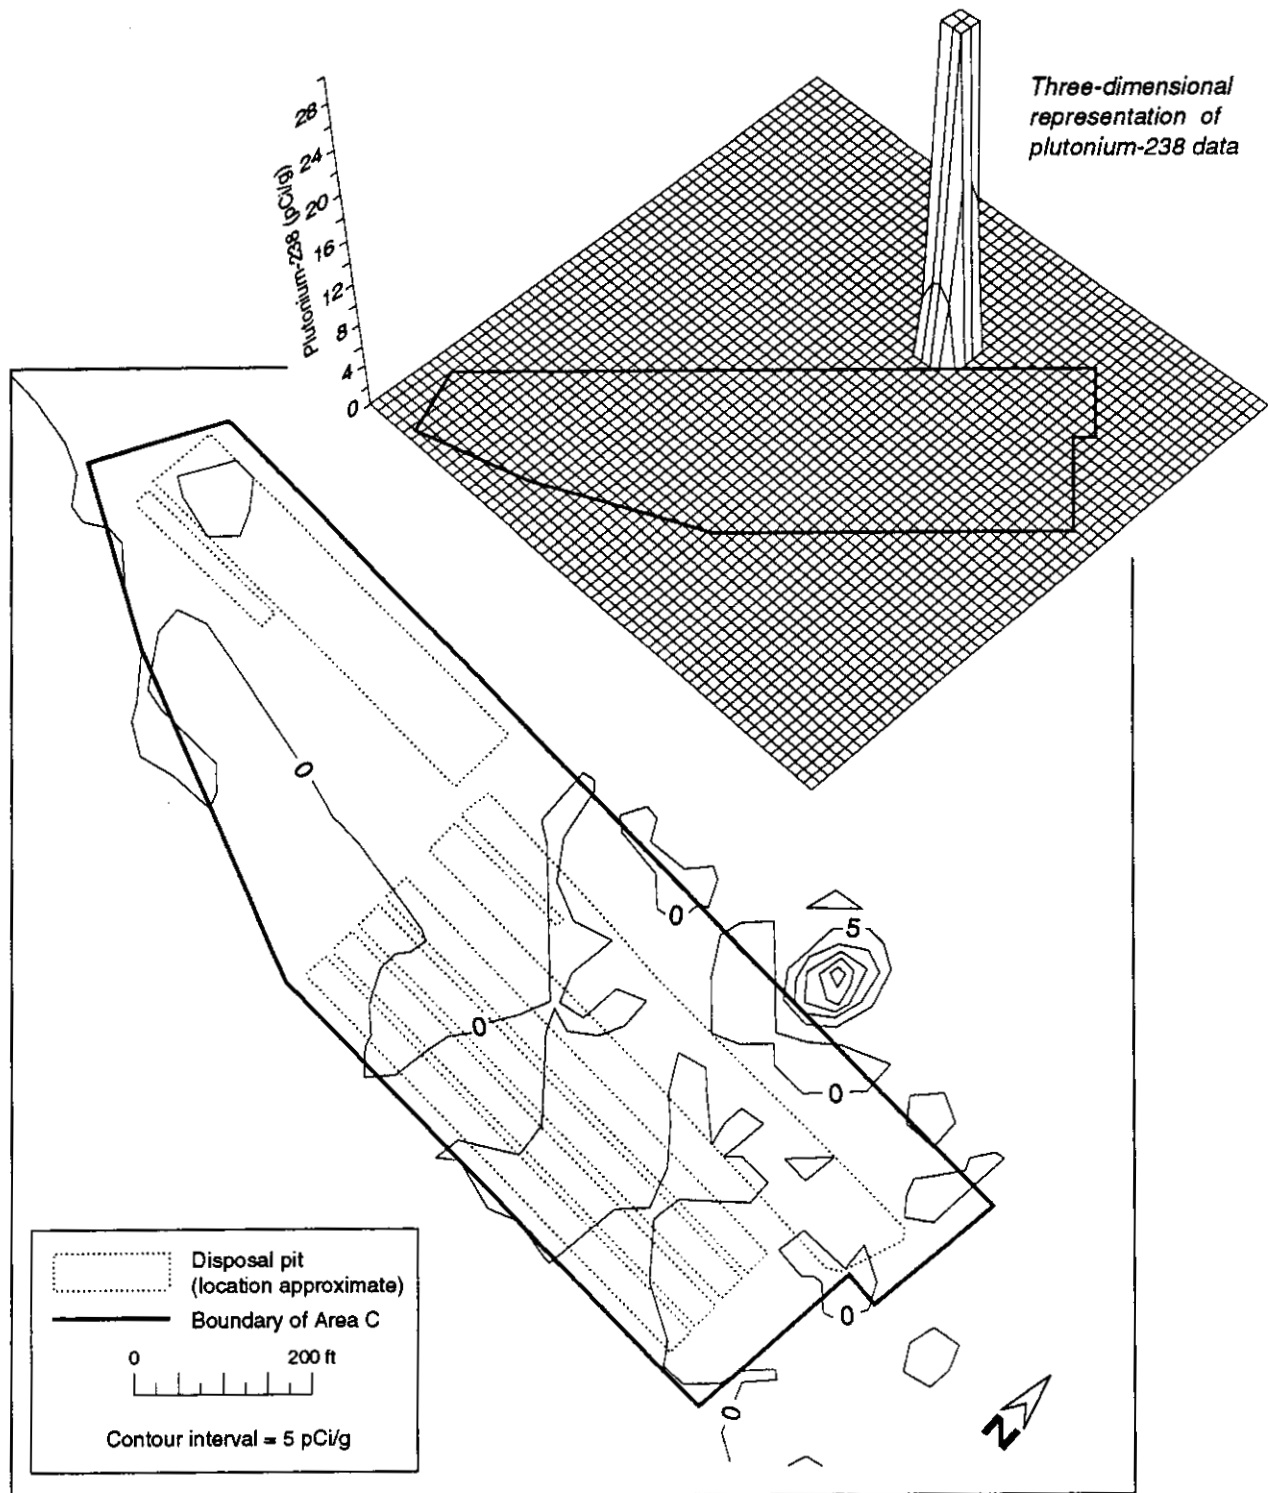 Three-dimensional
representation of
plutonium-238 data
Plutonium-238 (pCi/g)
28
24
20
16
12
8
4
0
0
0
0
5
0
0
0
Disposal pit
(location approximate)
Boundary of Area C
0 200 ft
Contour interval = 5 pCi/g
N